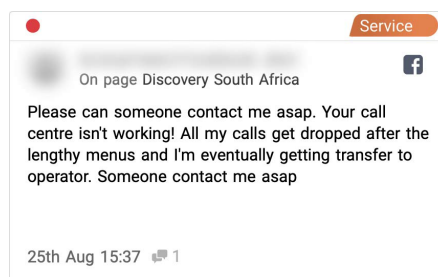 Service
On page Discovery South Africa
Please can someone contact me asap. Your call
centre isn't working! All my calls get dropped after the
lengthy menus and I'm eventually getting transfer to
operator. Someone contact me asap
25th Aug 15:37 1